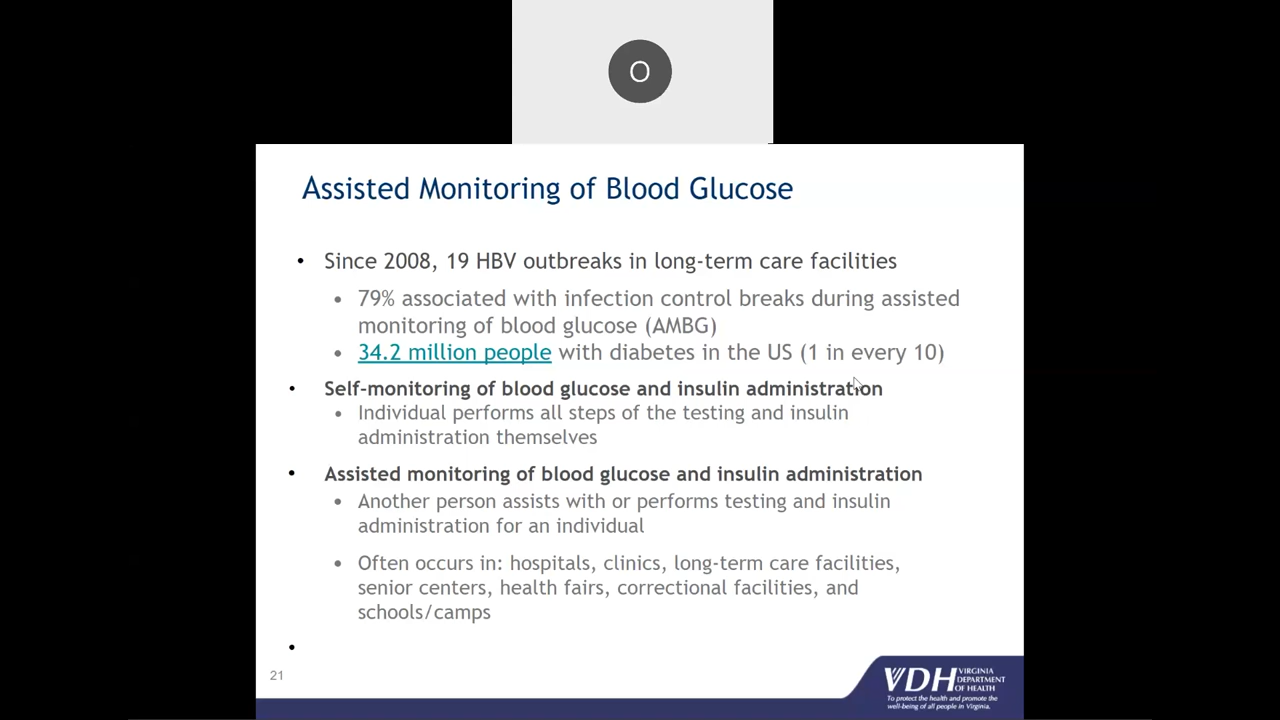 O
Assisted Monitoring of Blood Glucose
• Since 2008, 19 HBV outbreaks in long-term care facilities
• 79% associated with infection control breaks during assisted
monitoring of blood glucose (AMBG)
• 34.2 million people with diabetes in the US (1 in every 10)
• Self-monitoring of blood glucose and insulin administration
• Individual performs all steps of the testing and insulin
administration themselves
• Assisted monitoring of blood glucose and insulin administration
• Another person assists with or performs testing and insulin
administration for an individual
• Often occurs in: hospitals, clinics, long-term care facilities,
senior centers, health fairs, correctional facilities, and
schools/camps
•
21
VDH VIRGINIA
DEPARTMENT
OF HEALTH
To protect the health and promote the
well-being of all people in Virginia.